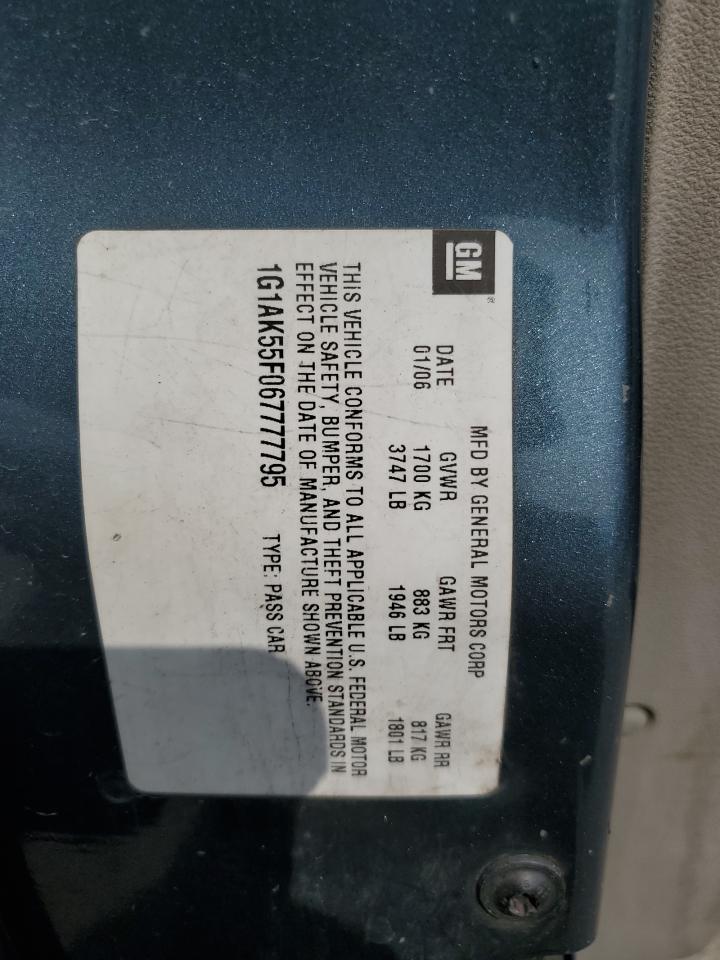 GM
®
MFD BY GENERAL MOTORS CORP
DATE GVWR GAWR FRT GAWR RR
01/06 1700 KG 883 KG 817 KG
3747 LB 1946 LB 1801 LB
THIS VEHICLE CONFORMS TO ALL APPLICABLE U.S. FEDERAL MOTOR
VEHICLE SAFETY, BUMPER, AND THEFT PREVENTION STANDARDS IN
EFFECT ON THE DATE OF MANUFACTURE SHOWN ABOVE.
1G1AK55F067777795 TYPE: PASS CAR